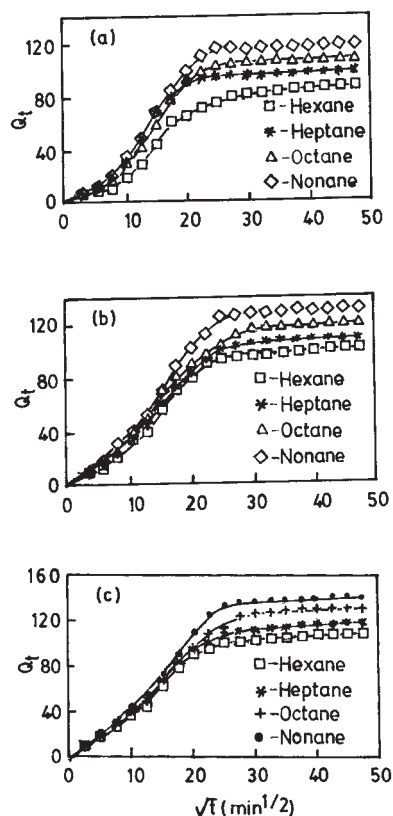 (a)
120
80
40
0
Qt
-Hexane
-Heptane
-Octane
-Nonane
0 10 20 30 40 50
(b)
120
80
40
0
Qt
-Hexane
-Heptane
-Octane
-Nonane
0 10 20 30 40 50
(c)
160
120
80
40
0
Qt
-Hexane
-Heptane
-Octane
-Nonane
0 10 20 30 40 50
√t (min1/2)